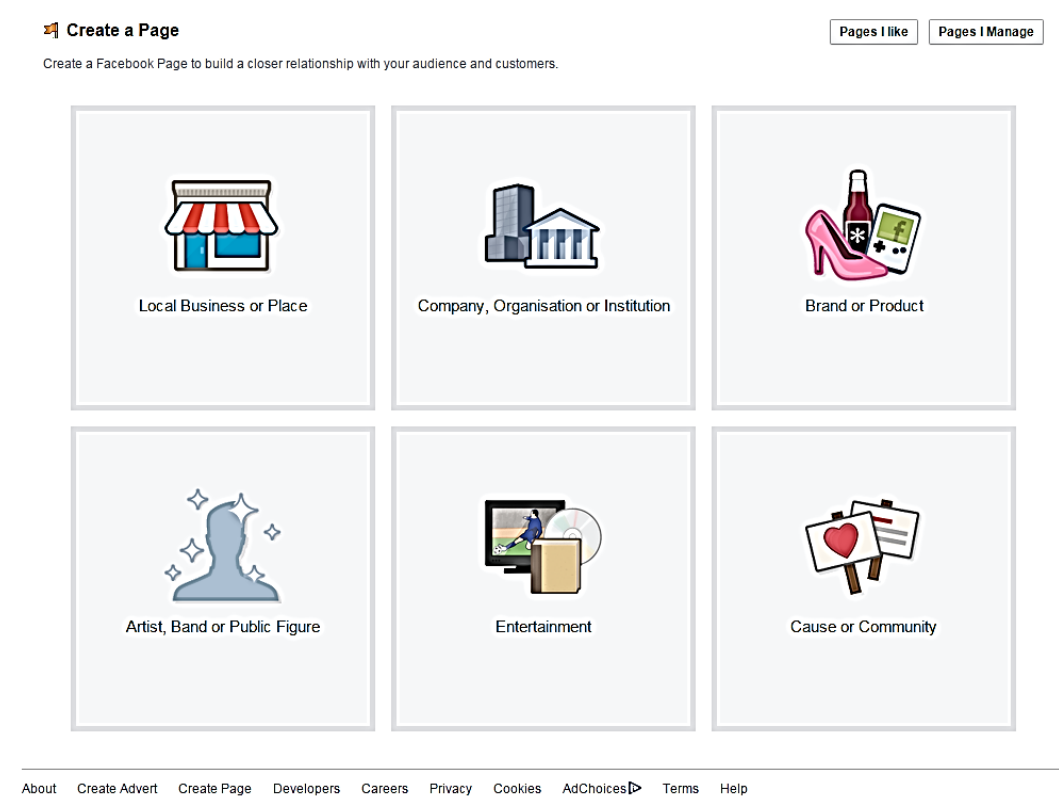 Create a Page
Pages I like
Pages I Manage
Create a Facebook Page to build a closer relationship with your audience and customers.
Local Business or Place
Company, Organisation or Institution
Brand or Product
Artist, Band or Public Figure
Entertainment
Cause or Community
About Create Advert Create Page Developers Careers Privacy Cookies AdChoices Terms Help